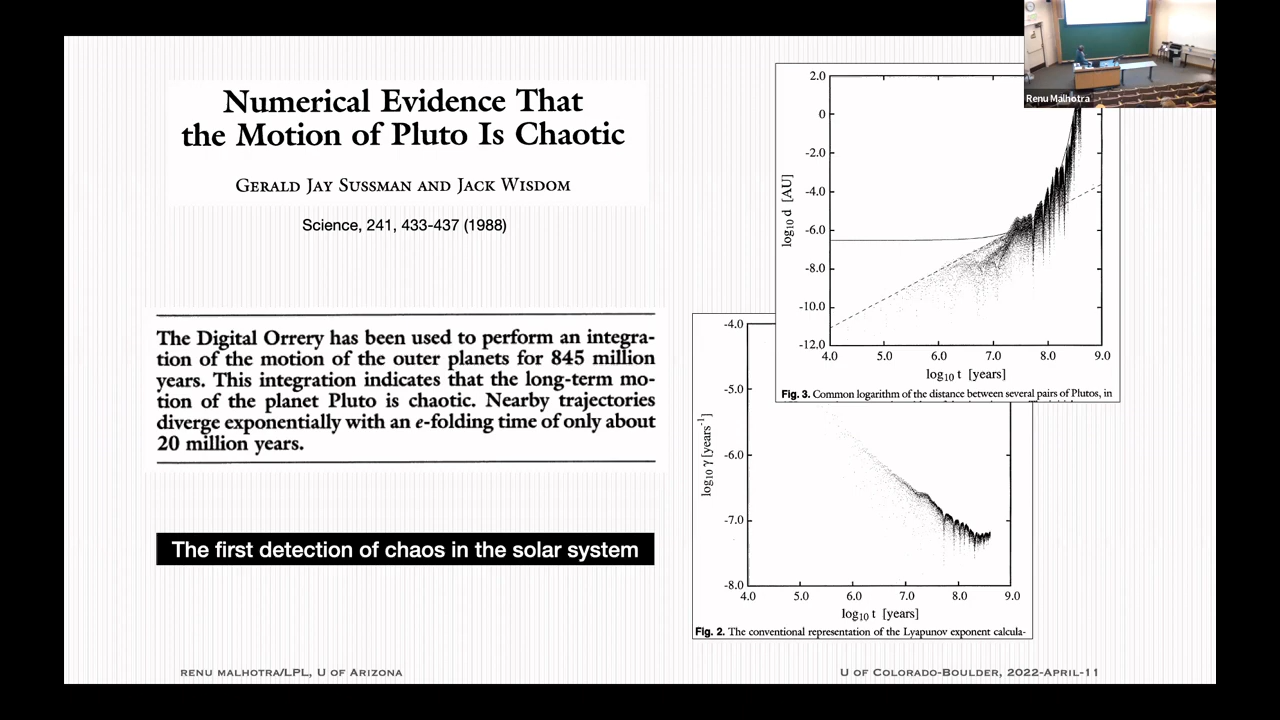 Numerical Evidence That
the Motion of Pluto Is Chaotic
Gerald Jay Sussman and Jack Wisdom
Science, 241, 433-437 (1988)
The Digital Orrery has been used to perform an integra-
tion of the motion of the outer planets for 845 million
years. This integration indicates that the long-term mo-
tion of the planet Pluto is chaotic. Nearby trajectories
diverge exponentially with an e-folding time of only about
20 million years.
The first detection of chaos in the solar system
Renu Malhotra
2.0
0
-2.0
-4.0
-6.0
-8.0
-10.0
-12.0
log10 d [AU]
4.0 5.0 6.0 7.0 8.0 9.0
log10 t [years]
Fig. 3. Common logarithm of the distance between several pairs of Plutos, in
-4.0
-5.0
-6.0
-7.0
-8.0
log10 γ [years-1]
4.0 5.0 6.0 7.0 8.0 9.0
log10 t [years]
Fig. 2. The conventional representation of the Lyapunov exponent calcula-
RENU MALHOTRA/LPL, U OF ARIZONA
U OF COLORADO-BOULDER, 2022-APRIL-11